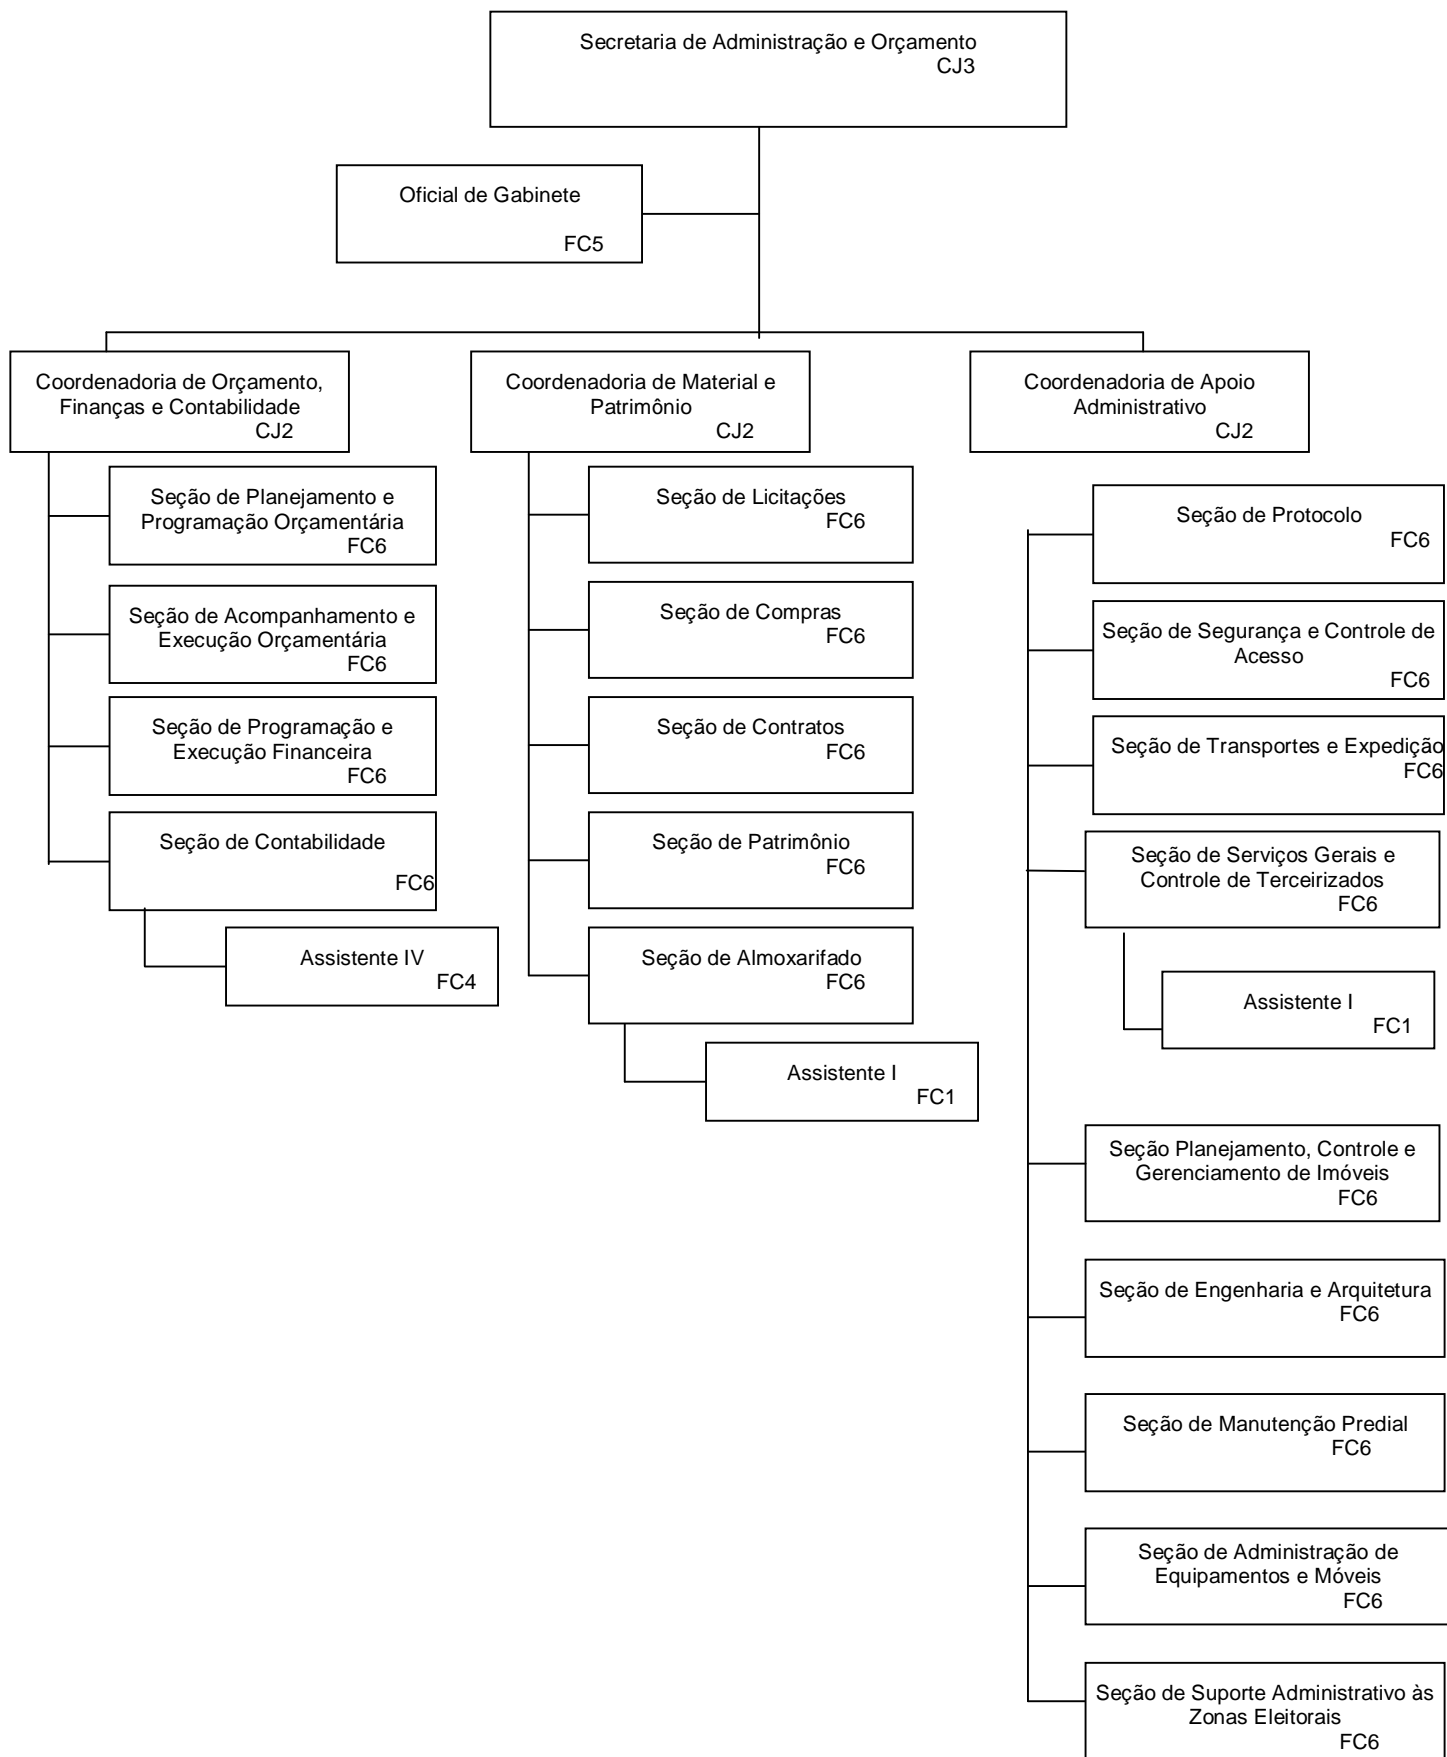 Secretaria de Administração e Orçamento
CJ3
Oficial de Gabinete
FC5
Coordenadoria de Orçamento,
Finanças e Contabilidade
CJ2
Seção de Planejamento e
Programação Orçamentária
FC6
Seção de Acompanhamento e
Execução Orçamentária
FC6
Seção de Programação e
Execução Financeira
FC6
Seção de Contabilidade
FC6
Assistente IV
FC4
Coordenadoria de Material e
Patrimônio
CJ2
Seção de Licitações
FC6
Seção de Compras
FC6
Seção de Contratos
FC6
Seção de Patrimônio
FC6
Seção de Almoxarifado
FC6
Assistente I
FC1
Coordenadoria de Apoio
Administrativo
CJ2
Seção de Protocolo
FC6
Seção de Segurança e Controle de
Acesso
FC6
Seção de Transportes e Expedição
FC6
Seção de Serviços Gerais e
Controle de Terceirizados
FC6
Assistente I
FC1
Seção Planejamento, Controle e
Gerenciamento de Imóveis
FC6
Seção de Engenharia e Arquitetura
FC6
Seção de Manutenção Predial
FC6
Seção de Administração de
Equipamentos e Móveis
FC6
Seção de Suporte Administrativo às
Zonas Eleitorais
FC6